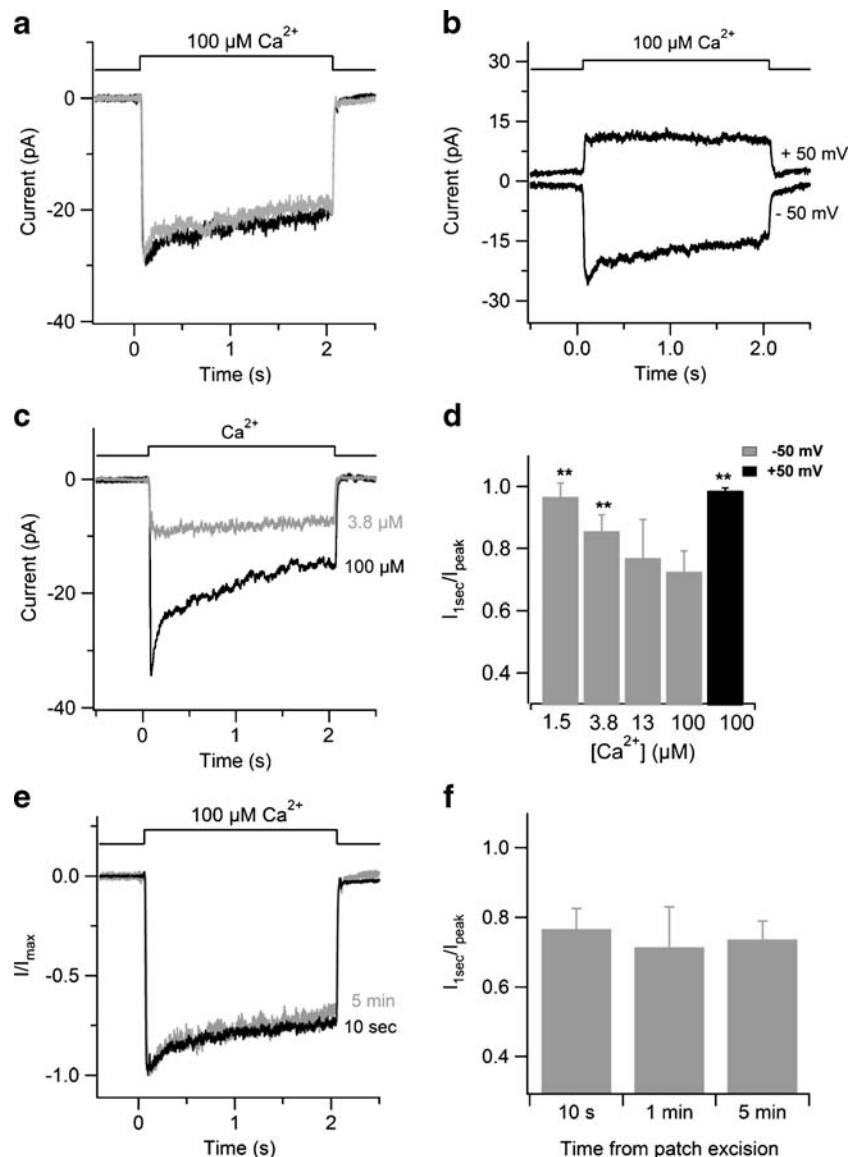 a
100 µM Ca²⁺
0
-20
-40
Current (pA)
0
1
2
Time (s)
b
100 µM Ca²⁺
30
15
0
-15
-30
Current (pA)
+ 50 mV
- 50 mV
0.0
1.0
2.0
Time (s)
c
Ca²⁺
0
-10
-20
-40
Current (pA)
3.8 µM
100 µM
0
1
2
Time (s)
d
-50 mV
+50 mV
1.0
0.8
0.6
0.4
I1sec/Ipeak
**
**
**
1.5
3.8
13
100
100
[Ca²⁺] (µM)
e
100 µM Ca²⁺
0.0
-0.5
-1.0
I/Imax
5 min
10 sec
0
1
2
Time (s)
f
1.0
0.8
0.6
0.4
I1sec/Ipeak
10 s
1 min
5 min
Time from patch excision